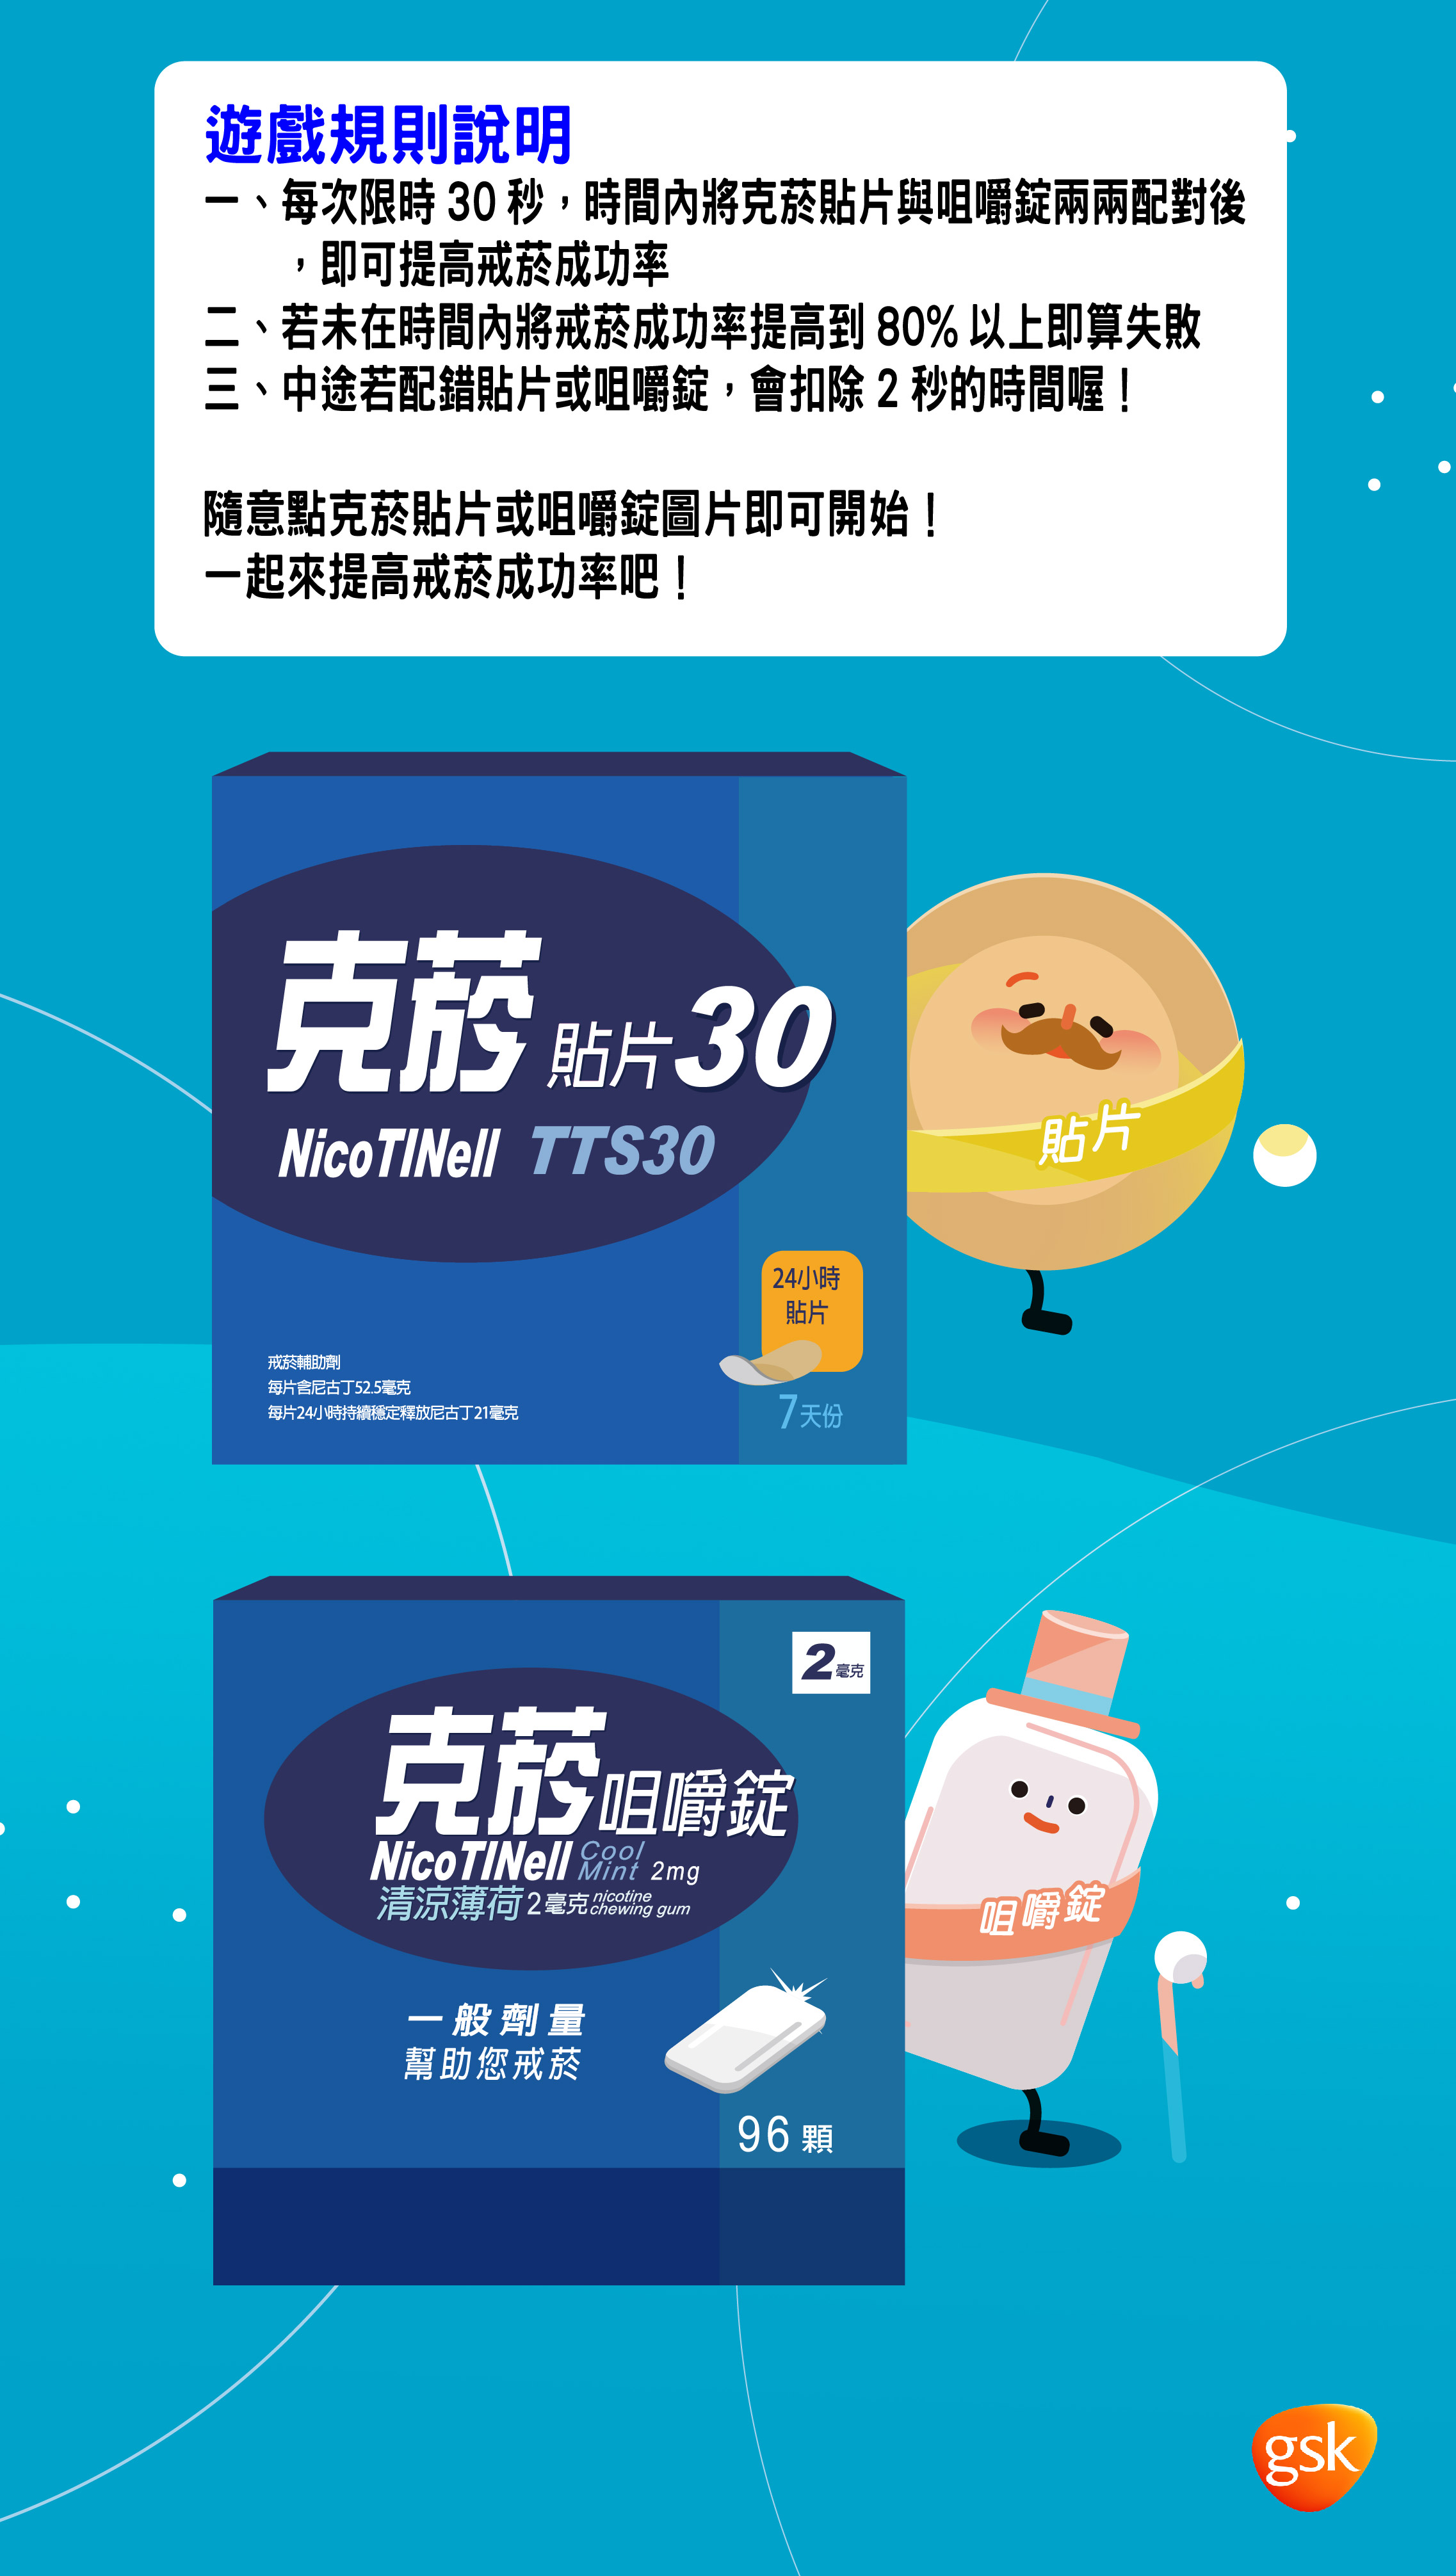 遊戲規則說明
一、每次限時 30 秒，時間內將克菸貼片與咀嚼錠兩兩配對後
，即可提高戒菸成功率
二、若未在時間內將戒菸成功率提高到 80% 以上即算失敗
三、中途若配錯貼片或咀嚼錠，會扣除 2 秒的時間喔！
隨意點克菸貼片或咀嚼錠圖片即可開始！
一起來提高戒菸成功率吧！
克菸 貼片 30
NicoTINell TTS30
貼片
24小時
貼片
7天份
戒菸輔助劑
每片含尼古丁52.5毫克
每片24小時持續穩定釋放尼古丁21毫克
2毫克
克菸咀嚼錠
NicoTINell Cool Mint 2mg
清涼薄荷 2毫克 nicotine chewing gum
咀嚼錠
一般劑量
幫助您戒菸
96 顆
gsk